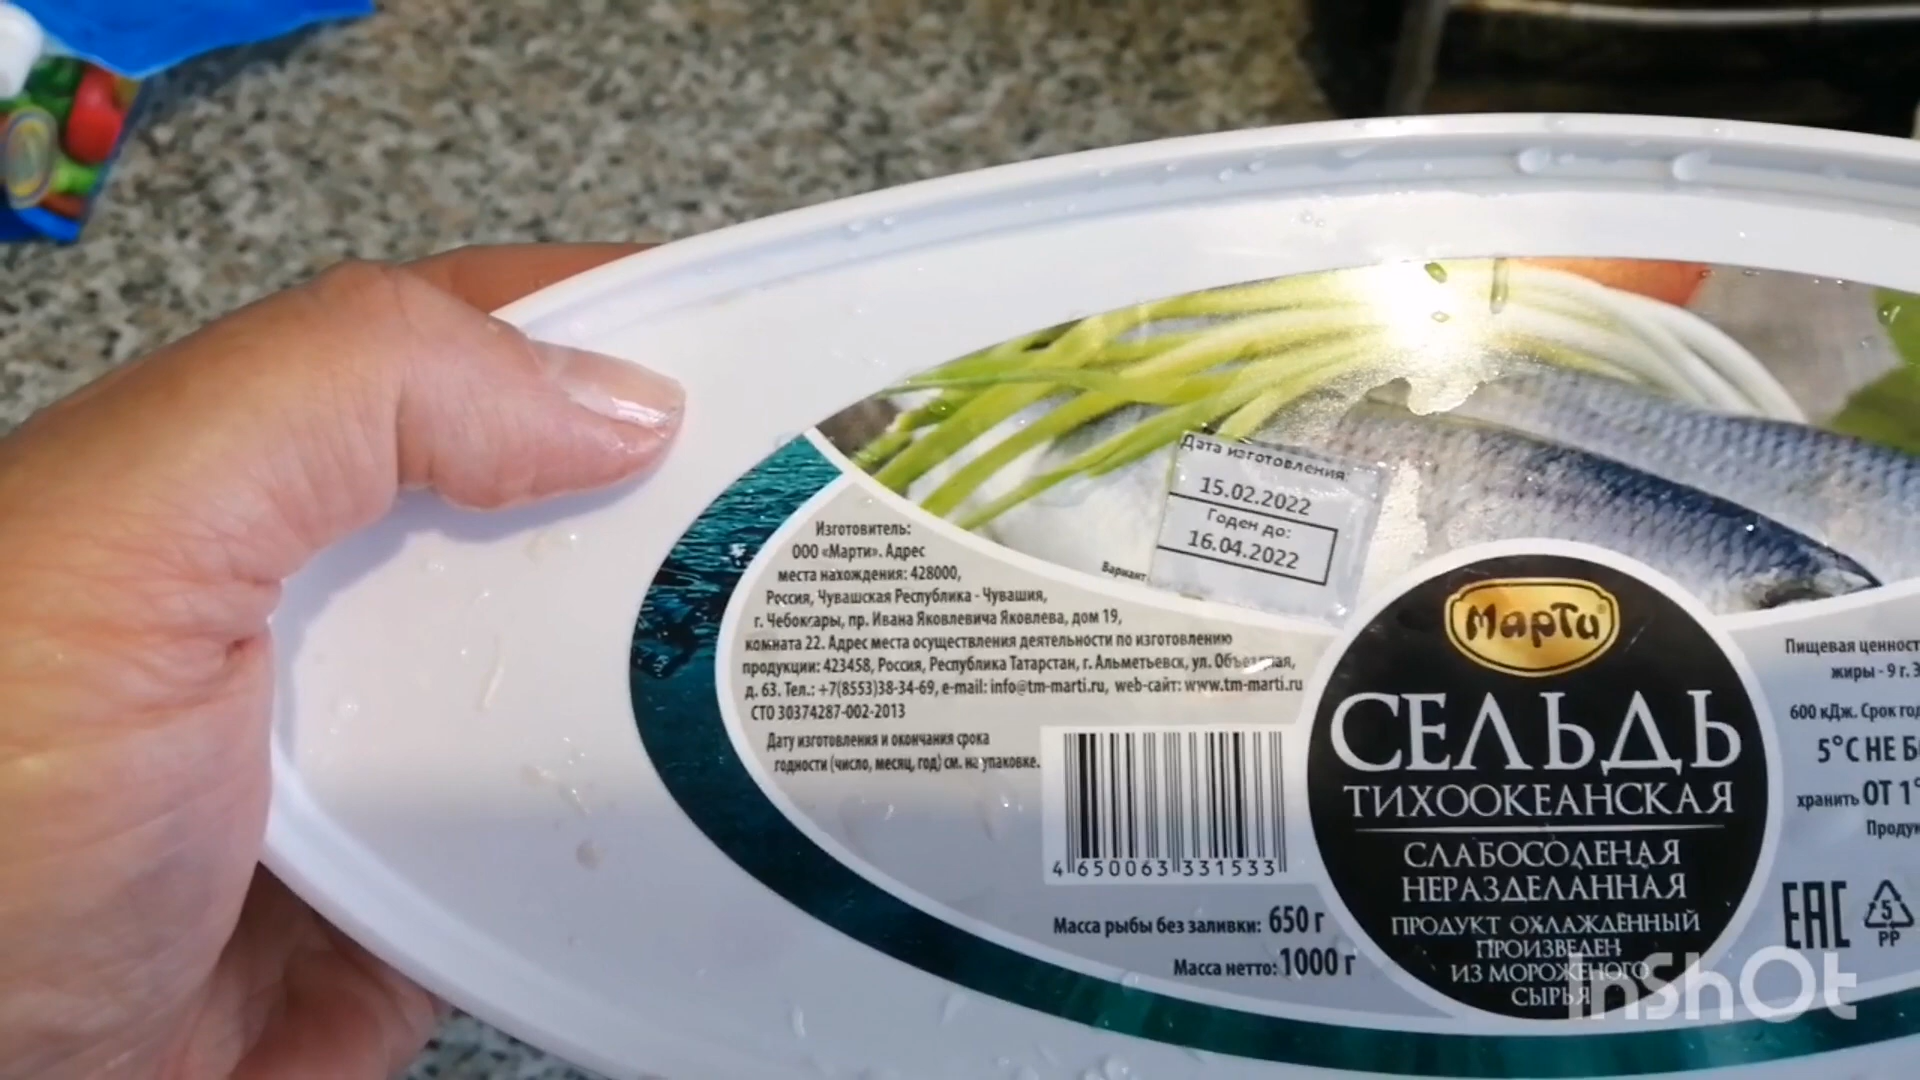 Дата изготовления:
15.02.2022
Годен до:
16.04.2022
Вариант
Изготовитель:
ООО «Марти». Адрес
места нахождения: 428000,
Россия, Чувашская Республика - Чувашия,
г. Чебоксары, пр. Ивана Яковлевича Яковлева, дом 19,
комната 22. Адрес места осуществления деятельности по изготовлению
продукции: 423458, Россия, Республика Татарстан, г. Альметьевск, ул.
д. 63. Тел.: +7(8553)38-34-69, e-mail: info@tm-marti.ru, web-сайт: www.tm-marti.ru
СТО 30374287-002-2013
Дату изготовления и окончания срока
годности (число, месяц, год) см. на упаковке.
4 650063 331533
Масса рыбы без заливки: 650 г
Масса нетто: 1000 г
Марти®
СЕЛЬДЬ
ТИХООКЕАНСКАЯ
СЛАБОСОЛЕНАЯ
НЕРАЗДЕЛАННАЯ
ПРОДУКТ ОХЛАЖДЁННЫЙ
ПРОИЗВЕДЕН
ИЗ МОРОЖЕНОГО
СЫРЬЯ
Пищевая ценност
жиры - 9 г. Э
600 кДж. Срок год
5°С НЕ Б
хранить ОТ 1°
Продук
EAC
5
PP
InShOt